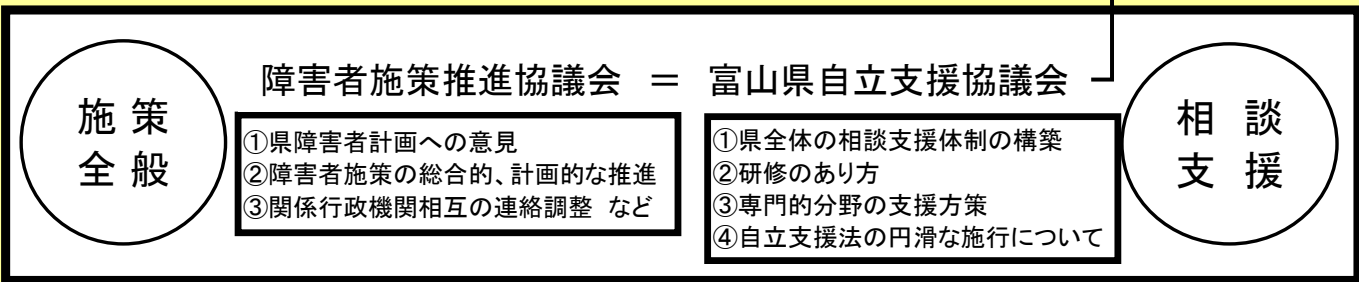 施策
全般
障害者施策推進協議会 ＝ 富山県自立支援協議会
①県障害者計画への意見
②障害者施策の総合的、計画的な推進
③関係行政機関相互の連絡調整 など
①県全体の相談支援体制の構築
②研修のあり方
③専門的分野の支援方策
④自立支援法の円滑な施行について
相談
支援